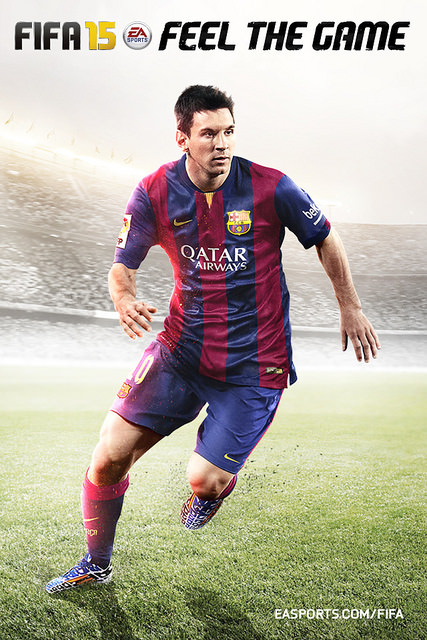 FIFA 15 EA SPORTS FEEL THE GAME
QATAR
AIRWAYS
EASPORTS.COM/FIFA